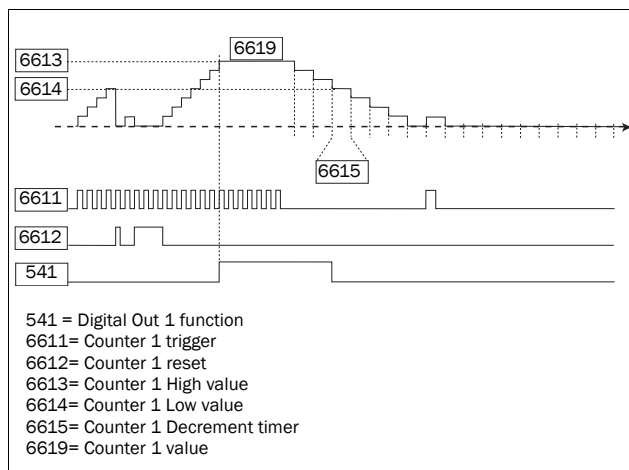 6619
6613
6614
6615
6611
6612
541
541 = Digital Out 1 function
6611= Counter 1 trigger
6612= Counter 1 reset
6613= Counter 1 High value
6614= Counter 1 Low value
6615= Counter 1 Decrement timer
6619= Counter 1 value